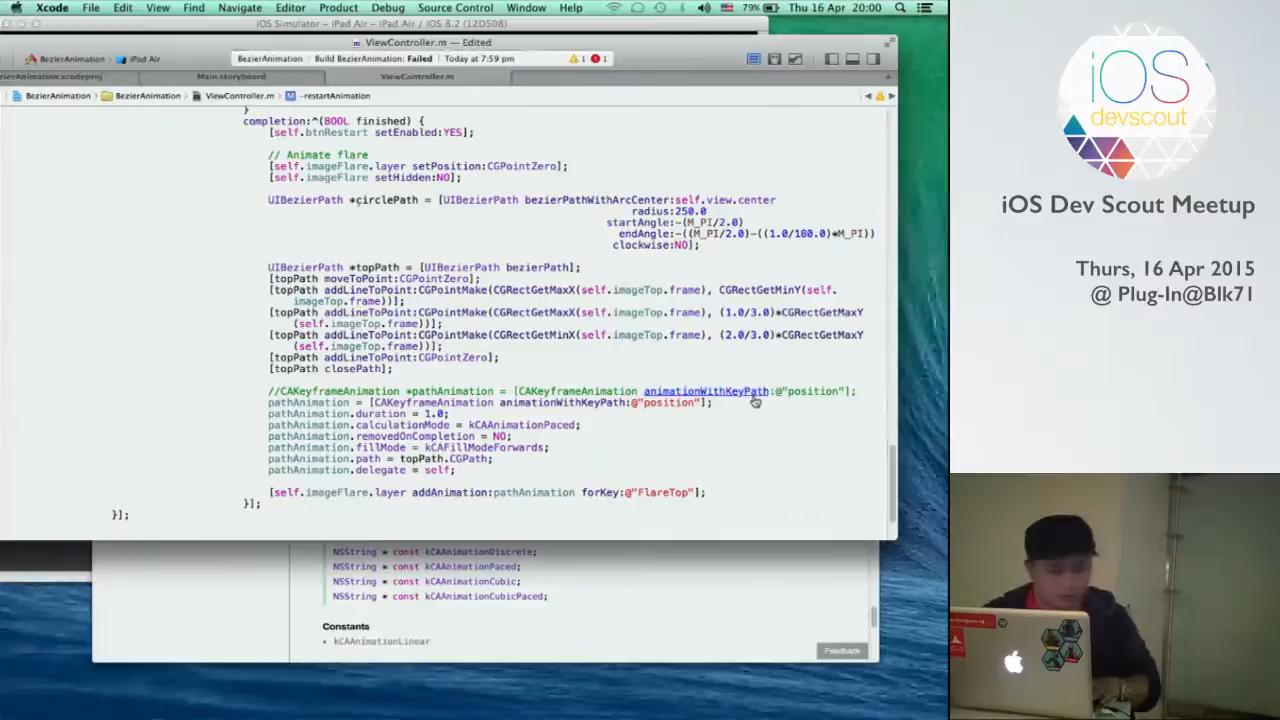 Xcode File Edit View Find Navigate Editor Product Debug Source Control Window Help 79% Thu 16 Apr 20:00
iOS Simulator – iPad Air – iPad Air / iOS 8.2 (12D508)
ViewController.m — Edited
BezierAnimation iPad Air BezierAnimation | Build BezierAnimation: Failed | Today at 7:59 pm 1 1
zierAnimation.xcodeproj Main.storyboard ViewController.m +
BezierAnimation BezierAnimation ViewController.m -restartAnimation
}
completion:^(BOOL finished) {
[self.btnRestart setEnabled:YES];
// Animate flare
[self.imageFlare.layer setPosition:CGPointZero];
[self.imageFlare setHidden:NO];
UIBezierPath *circlePath = [UIBezierPath bezierPathWithArcCenter:self.view.center
radius:250.0
startAngle:-(M_PI/2.0)
endAngle:-((M_PI/2.0)-((1.0/180.0)*M_PI))
clockwise:NO];
UIBezierPath *topPath = [UIBezierPath bezierPath];
[topPath moveToPoint:CGPointZero];
[topPath addLineToPoint:CGPointMake(CGRectGetMaxX(self.imageTop.frame), CGRectGetMinY(self.
imageTop.frame))];
[topPath addLineToPoint:CGPointMake(CGRectGetMaxX(self.imageTop.frame), (1.0/3.0)*CGRectGetMaxY
(self.imageTop.frame))];
[topPath addLineToPoint:CGPointMake(CGRectGetMinX(self.imageTop.frame), (2.0/3.0)*CGRectGetMaxY
(self.imageTop.frame))];
[topPath addLineToPoint:CGPointZero];
[topPath closePath];
//CAKeyframeAnimation *pathAnimation = [CAKeyframeAnimation animationWithKeyPath:@"position"];
pathAnimation = [CAKeyframeAnimation animationWithKeyPath:@"position"];
pathAnimation.duration = 1.0;
pathAnimation.calculationMode = kCAAnimationPaced;
pathAnimation.removedOnCompletion = NO;
pathAnimation.fillMode = kCAFillModeForwards;
pathAnimation.path = topPath.CGPath;
pathAnimation.delegate = self;
[self.imageFlare.layer addAnimation:pathAnimation forKey:@"FlareTop"];
}];
}];
NSString * const kCAAnimationDiscrete;
NSString * const kCAAnimationPaced;
NSString * const kCAAnimationCubic;
NSString * const kCAAnimationCubicPaced;
Constants
• kCAAnimationLinear
Feedback
iOS
devscout
iOS Dev Scout Meetup
Thurs, 16 Apr 2015
@ Plug-In@Blk71